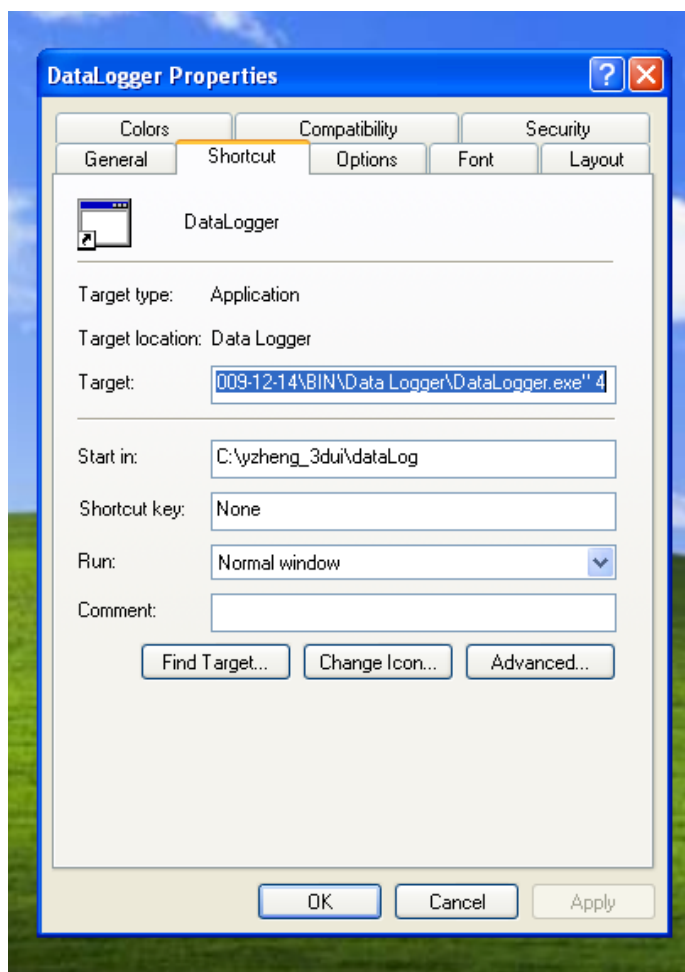 DataLogger Properties
Colors Compatibility Security
General Shortcut Options Font Layout
DataLogger
Target type: Application
Target location: Data Logger
Target: 009-12-14\BIN\Data Logger\DataLogger.exe" 4
Start in: C:\yzheng_3dui\dataLog
Shortcut key: None
Run: Normal window
Comment:
Find Target... Change Icon... Advanced...
OK Cancel Apply